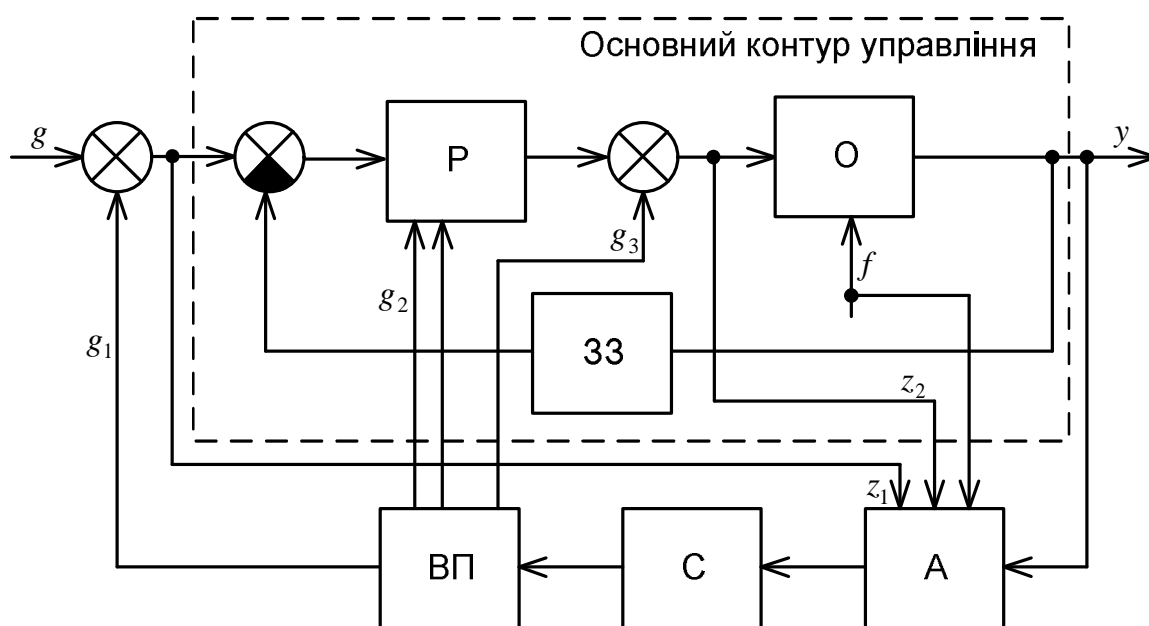 Основний контур управління
g
Р
О
y
g3
f
g2
ЗЗ
g1
z2
z1
ВП
С
А